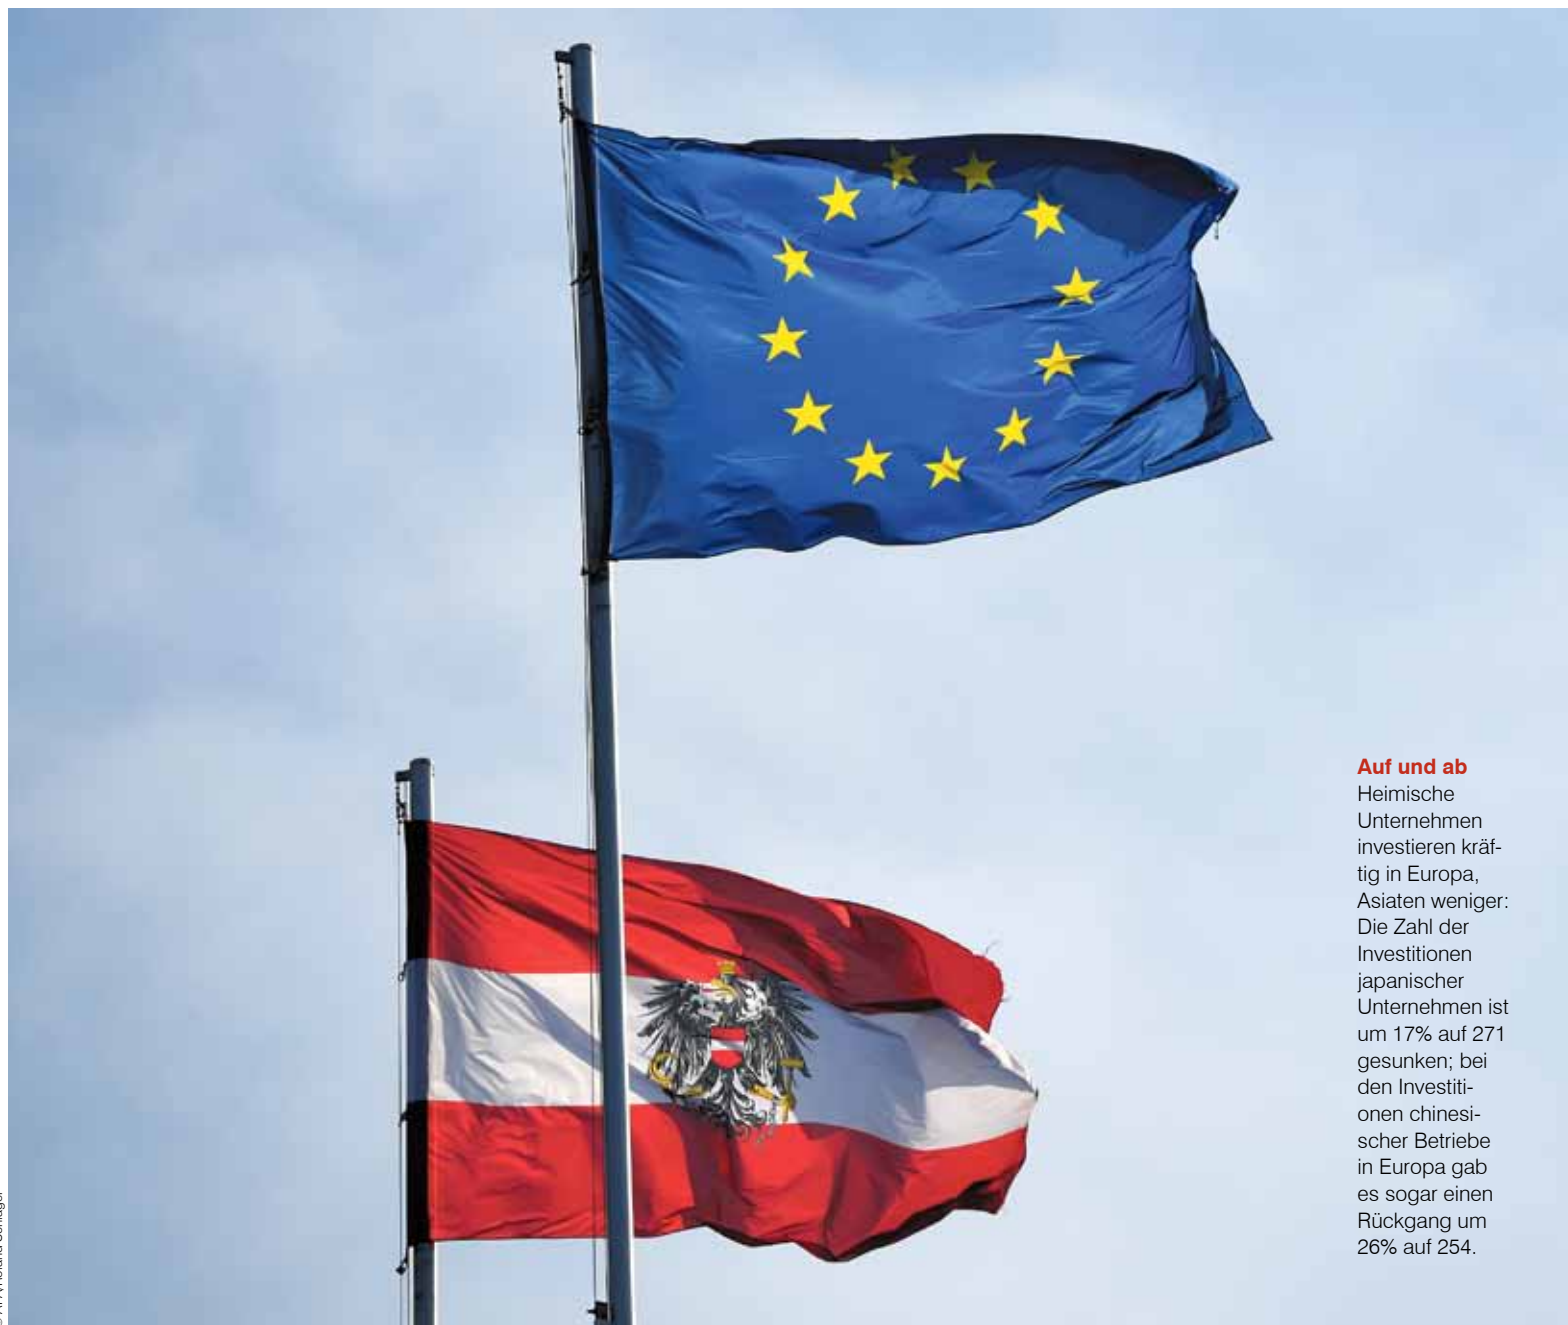 Auf und ab
Heimische
Unternehmen
investieren kräf-
tig in Europa,
Asiaten weniger:
Die Zahl der
Investitionen
japanischer
Unternehmen ist
um 17% auf 271
gesunken; bei
den Investiti-
onen chinesi-
scher Betriebe
in Europa gab
es sogar einen
Rückgang um
26% auf 254.